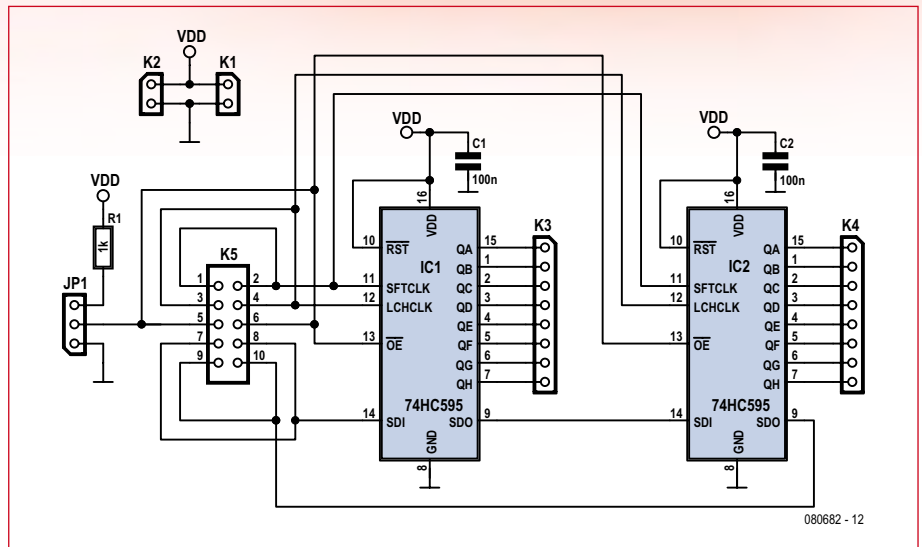 VDD
K2 K1
VDD VDD
C1 C2
100n 100n
VDD
R1
1k
JP1
K5
1 2
3 4
5 6
7 8
9 10
16
VDD
10 RST
IC1
11 SFTCLK
12 LCHCLK
13 OE
74HC595
14 SDI
SDO 9
GND
8
QA 15
QB 1
QC 2
QD 3
QE 4
QF 5
QG 6
QH 7
K3
16
VDD
10 RST
IC2
11 SFTCLK
12 LCHCLK
13 OE
74HC595
14 SDI
SDO 9
GND
8
QA 15
QB 1
QC 2
QD 3
QE 4
QF 5
QG 6
QH 7
K4
080682 - 12